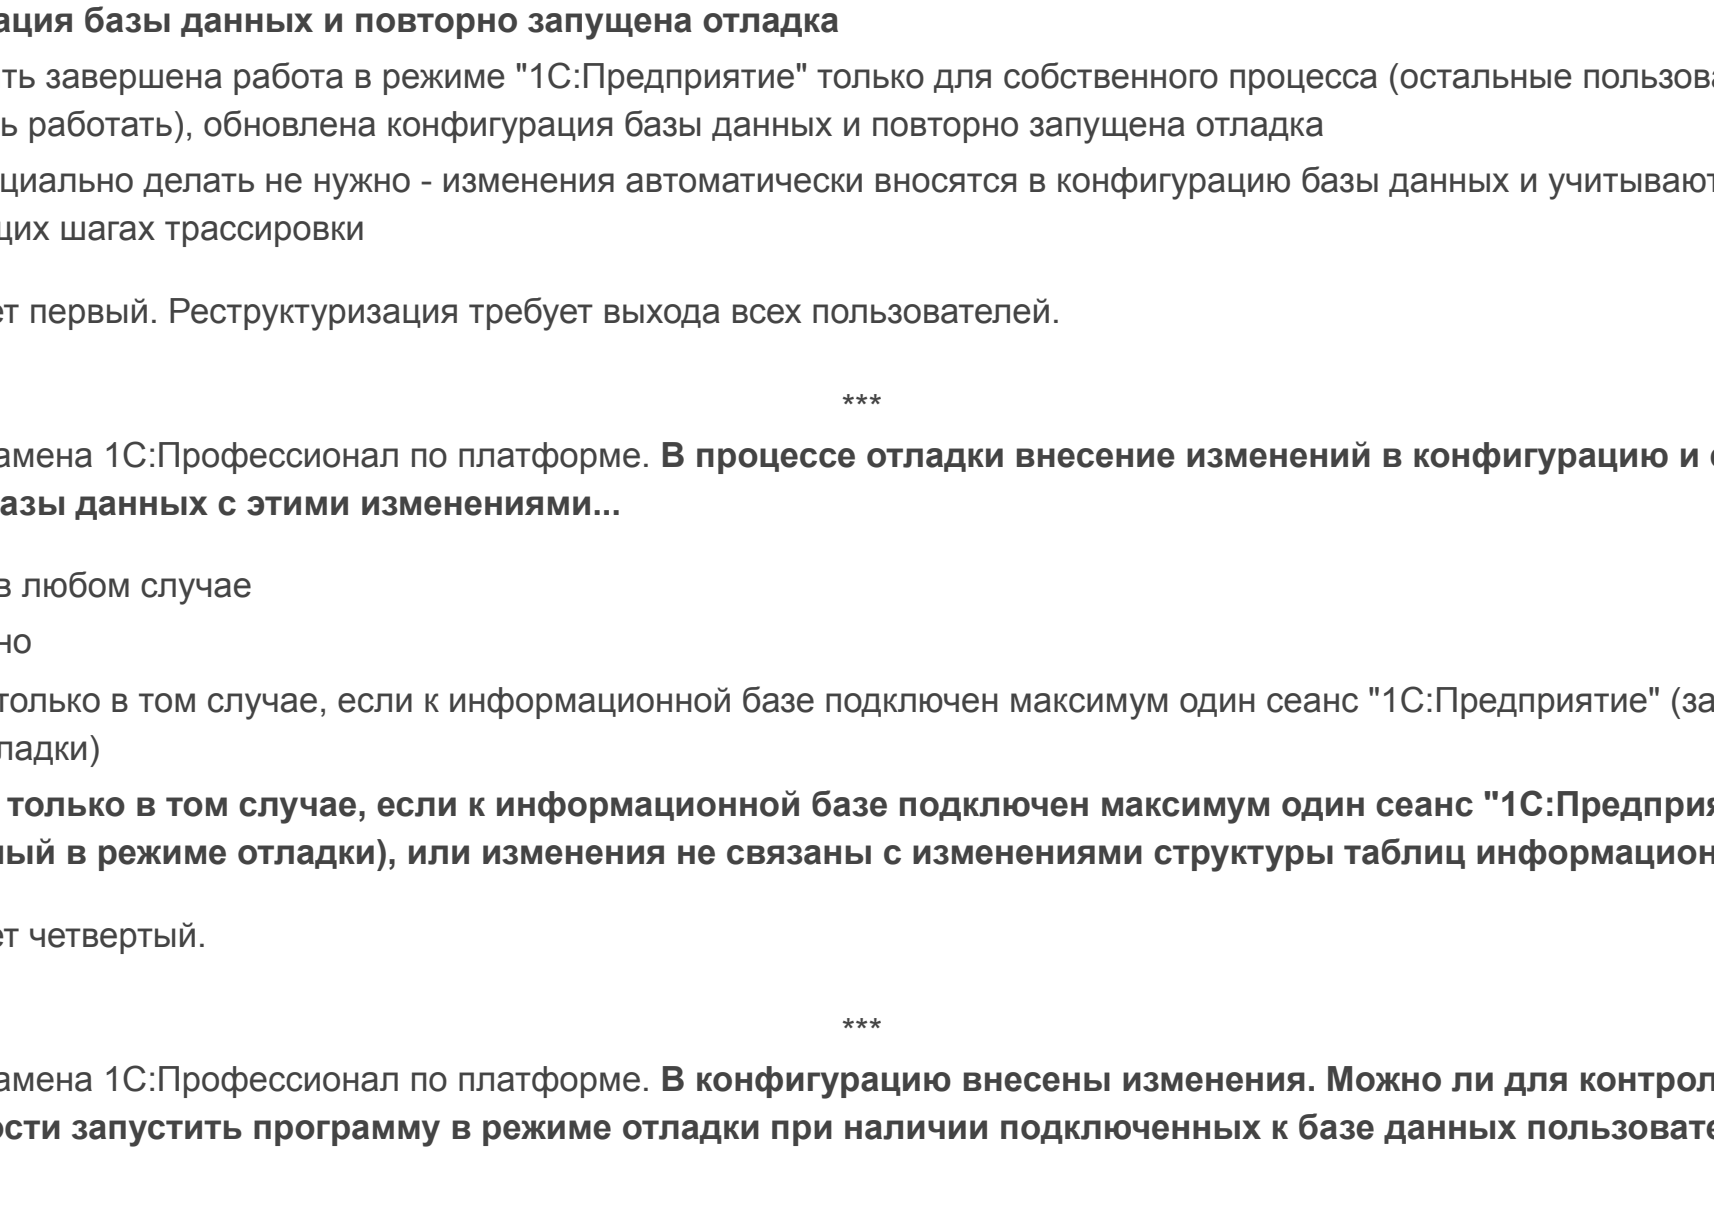 ация базы данных и повторно запущена отладка
ть завершена работа в режиме "1С:Предприятие" только для собственного процесса (остальные пользова
ь работать), обновлена конфигурация базы данных и повторно запущена отладка
циально делать не нужно - изменения автоматически вносятся в конфигурацию базы данных и учитывают
щих шагах трассировки
ет первый. Реструктуризация требует выхода всех пользователей.
***
амена 1С:Профессионал по платформе. В процессе отладки внесение изменений в конфигурацию и
азы данных с этими изменениями...
в любом случае
но
только в том случае, если к информационной базе подключен максимум один сеанс "1С:Предприятие" (за
ладки)
только в том случае, если к информационной базе подключен максимум один сеанс "1С:Предприя
ный в режиме отладки), или изменения не связаны с изменениями структуры таблиц информацион
ет четвертый.
***
амена 1С:Профессионал по платформе. В конфигурацию внесены изменения. Можно ли для контрол
ости запустить программу в режиме отладки при наличии подключенных к базе данных пользовате